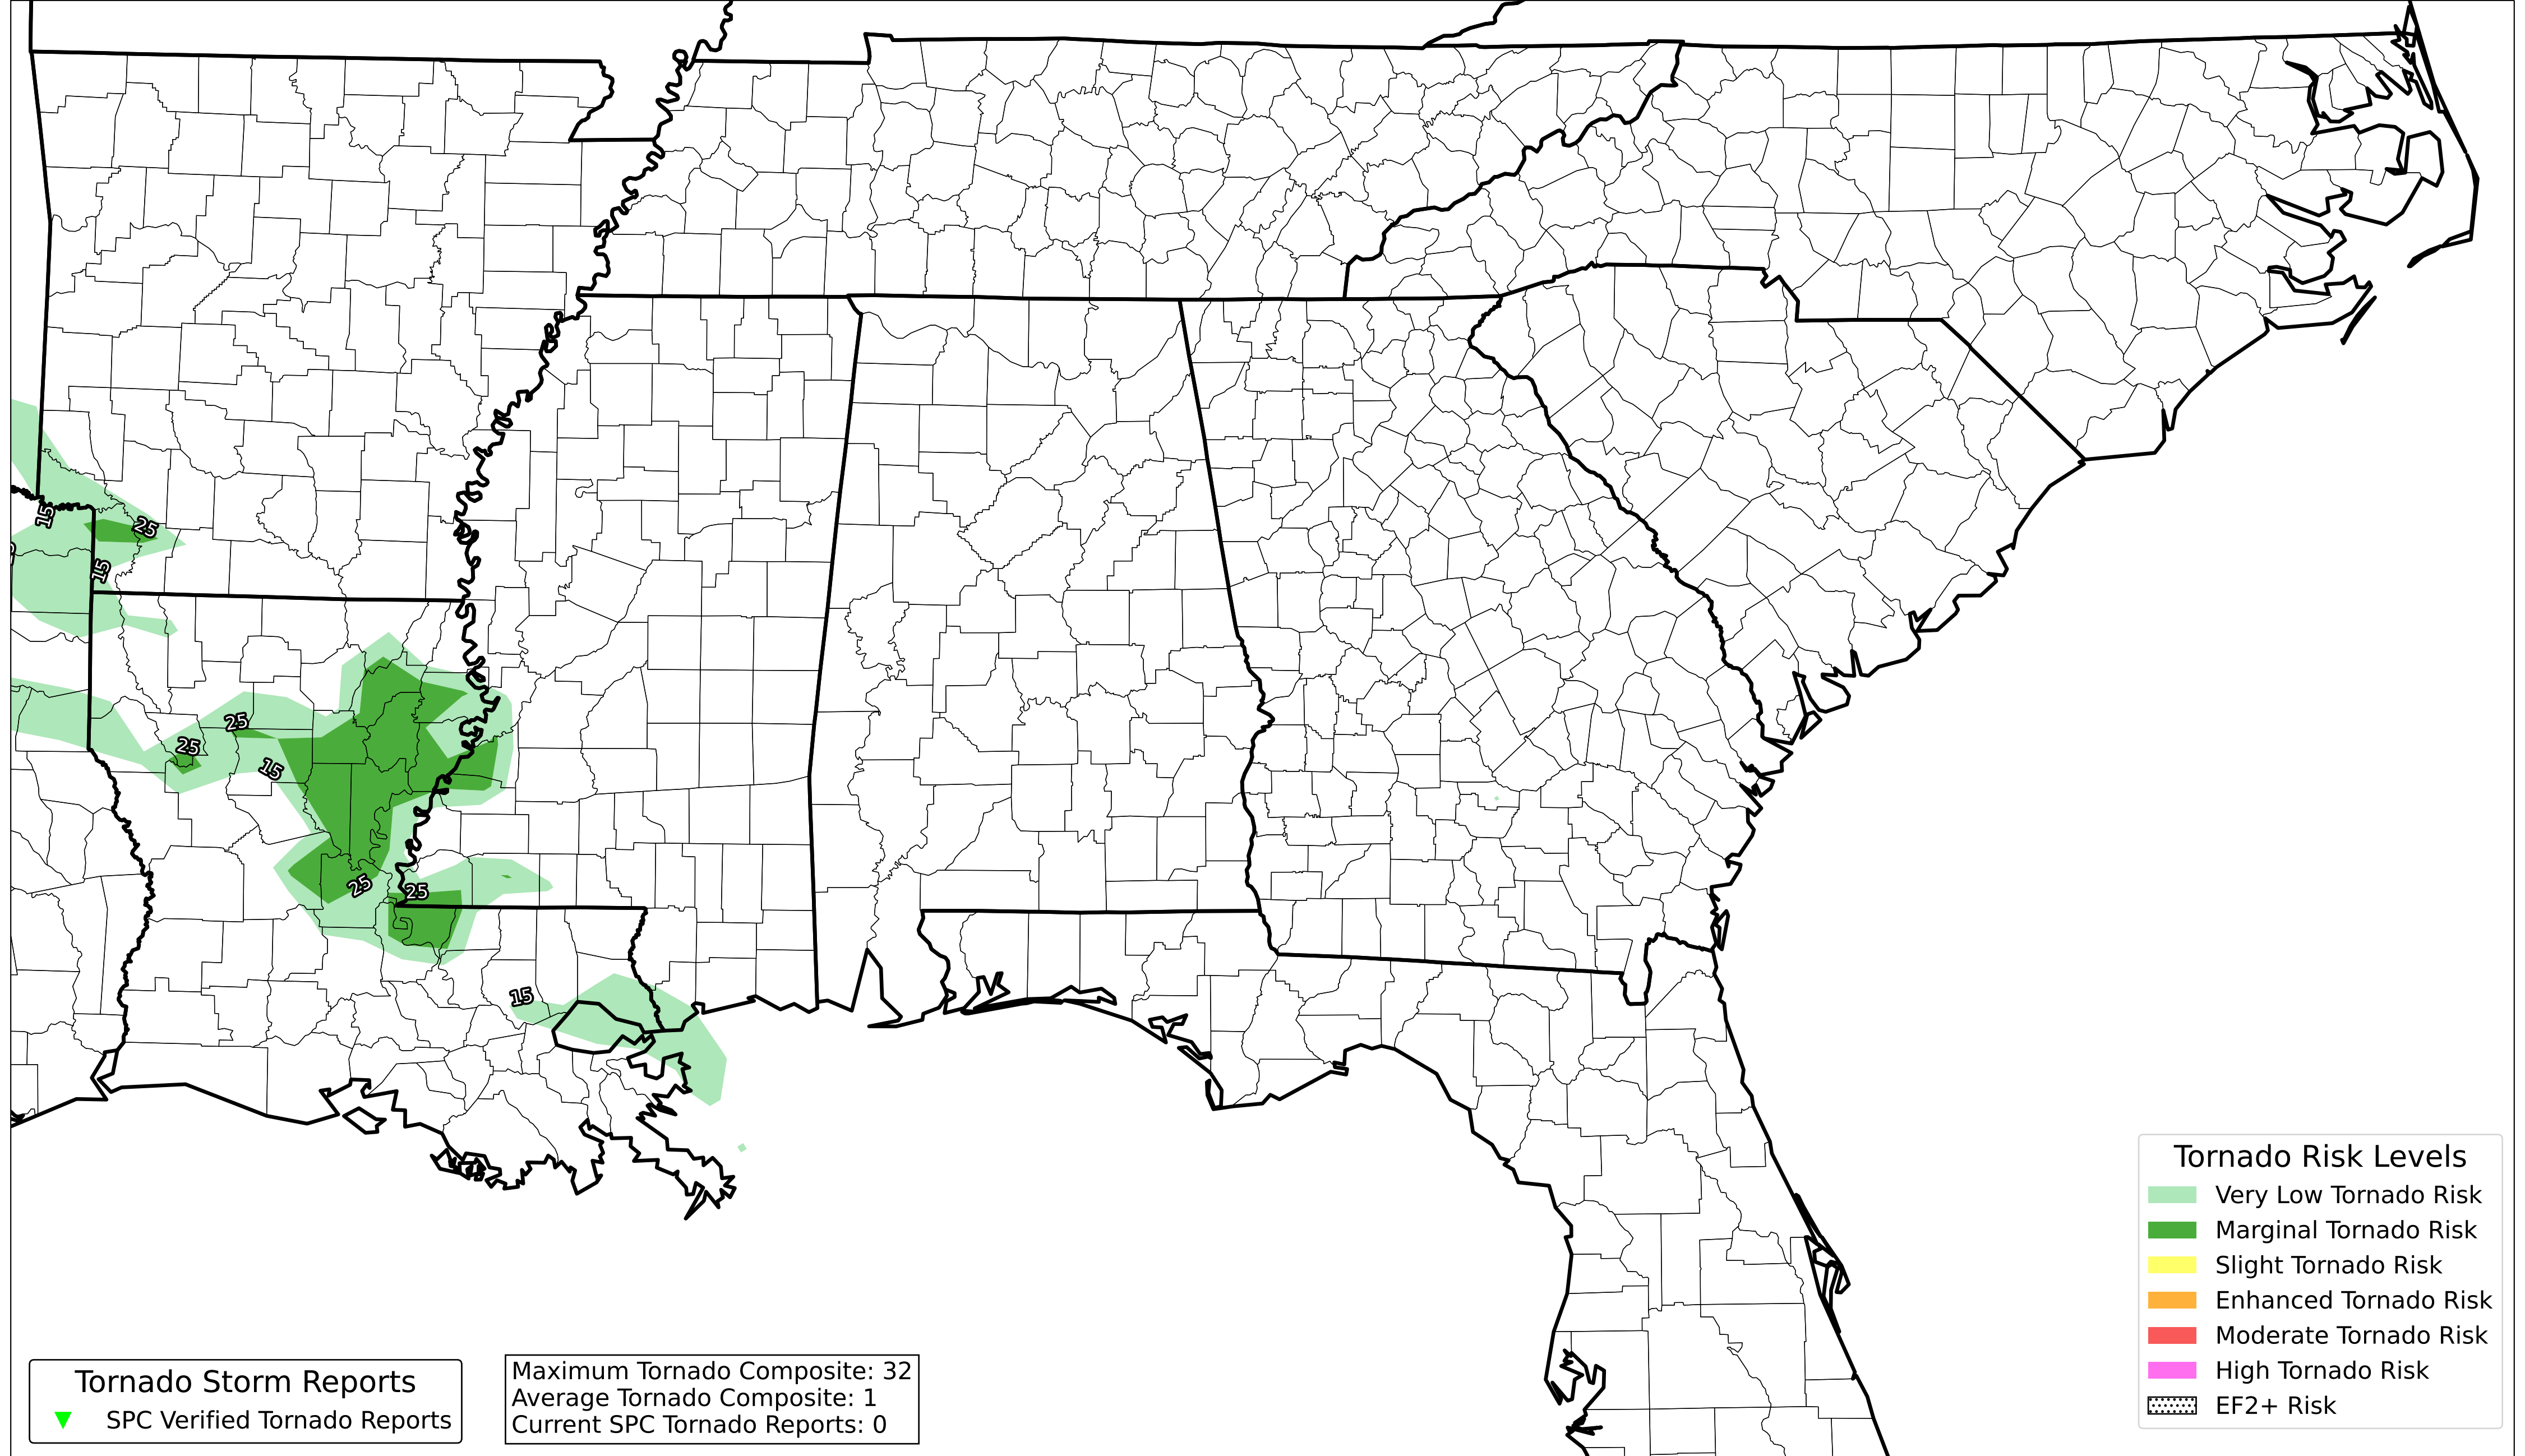 15
25
15
25
25
15
25
25
15
Tornado Risk Levels
Very Low Tornado Risk
Marginal Tornado Risk
Slight Tornado Risk
Enhanced Tornado Risk
Moderate Tornado Risk
High Tornado Risk
EF2+ Risk
Tornado Storm Reports
SPC Verified Tornado Reports
Maximum Tornado Composite: 32
Average Tornado Composite: 1
Current SPC Tornado Reports: 0